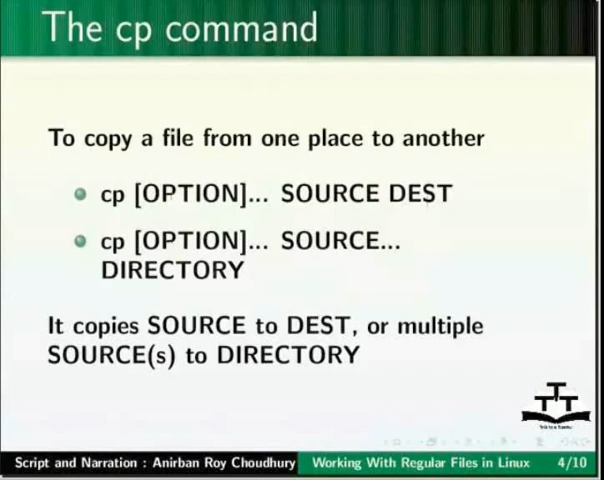 The cp command
To copy a file from one place to another
cp [OPTION]... SOURCE DEST
cp [OPTION]... SOURCE...
DIRECTORY
It copies SOURCE to DEST, or multiple
SOURCE(s) to DIRECTORY
TTT
Script and Narration : Anirban Roy Choudhury Working With Regular Files in Linux 4/10